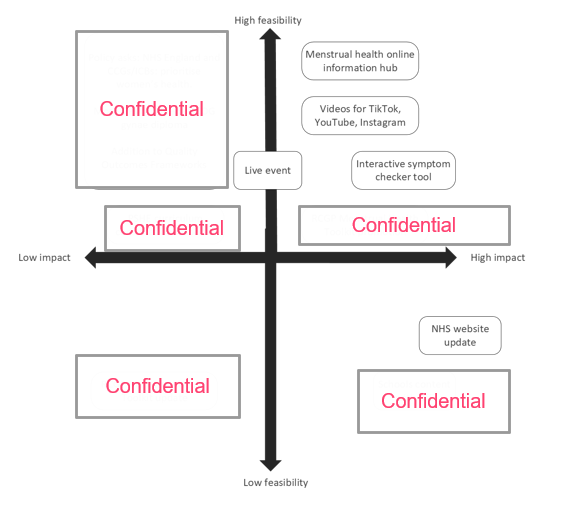 High feasibility
Menstrual health online
information hub
Confidential
Videos for TikTok,
YouTube, Instagram
Live event
Interactive symptom
checker tool
Confidential
Confidential
Low impact
High impact
NHS website
update
Confidential
Confidential
Low feasibility